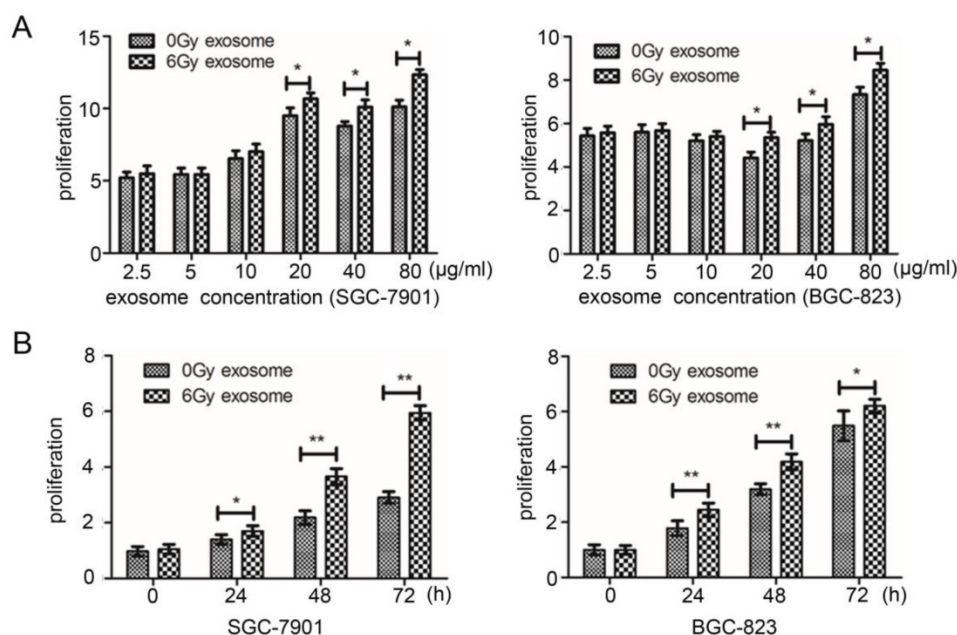 A
0Gy exosome
6Gy exosome
proliferation
15
10
5
0
*
*
*
2.5 5 10 20 40 80 (μg/ml)
exosome concentration (SGC-7901)
0Gy exosome
6Gy exosome
proliferation
10
8
6
4
2
0
*
*
*
2.5 5 10 20 40 80 (μg/ml)
exosome concentration (BGC-823)
B
0Gy exosome
6Gy exosome
proliferation
8
6
4
2
0
*
**
**
0 24 48 72 (h)
SGC-7901
0Gy exosome
6Gy exosome
proliferation
8
6
4
2
0
**
**
*
0 24 48 72 (h)
BGC-823